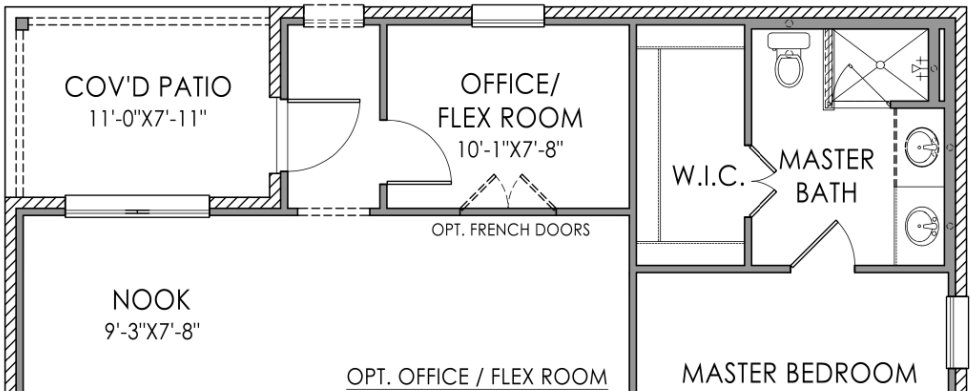 COV'D PATIO
11'-0"X7'-11"
OFFICE/
FLEX ROOM
10'-1"X7'-8"
W.I.C.
MASTER
BATH
OPT. FRENCH DOORS
NOOK
9'-3"X7'-8"
OPT. OFFICE / FLEX ROOM
MASTER BEDROOM